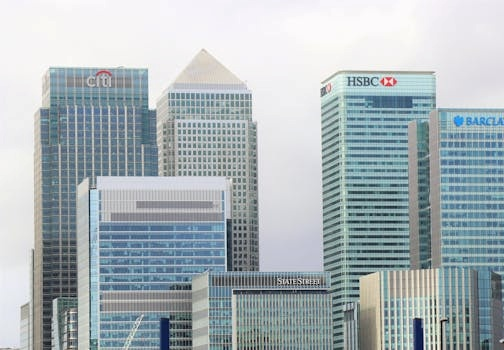 citi
HSBC
STATE STREET
BARCLA